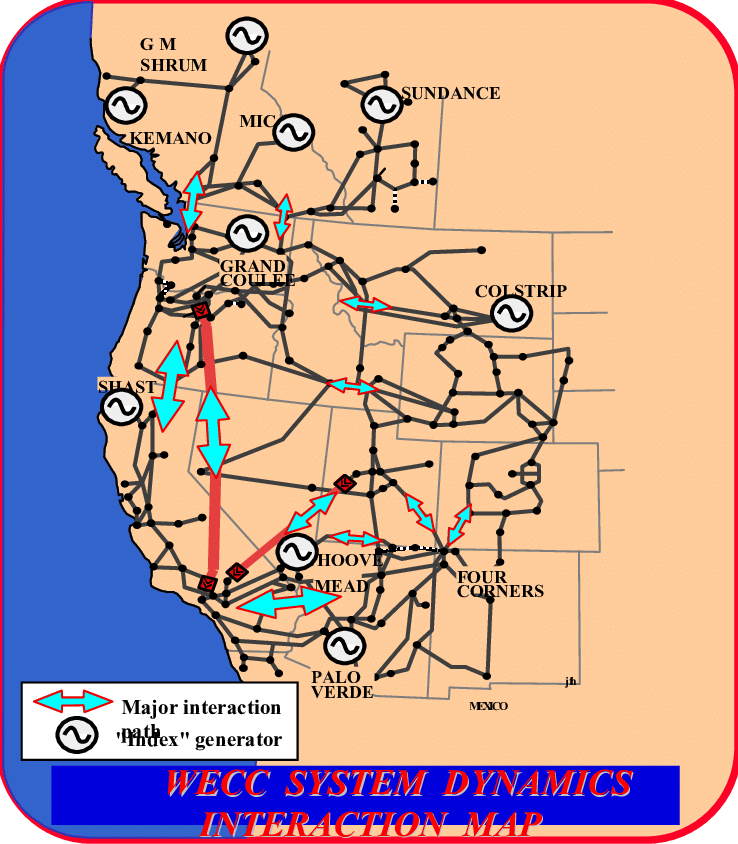 G M
SHRUM
SUNDANCE
MIC
KEMANO
GRAND
COULEE
COLSTRIP
SHAST
HOOVE
MEAD
FOUR
CORNERS
PALO
VERDE
jfh
MEXICO
Major interaction
path
"Index" generator
WECC SYSTEM DYNAMICS
INTERACTION MAP